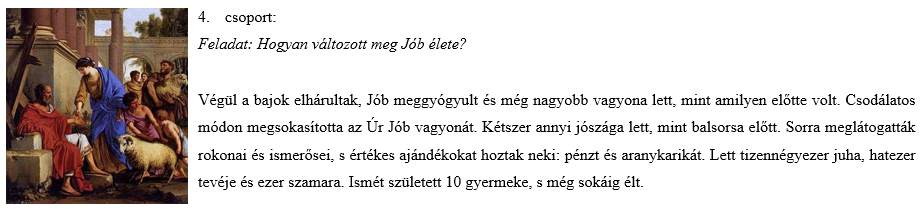 4. csoport:
Feladat: Hogyan változott meg Jób élete?
Végül a bajok elhárultak, Jób meggyógyult és még nagyobb vagyona lett, mint amilyen előtte volt. Csodálatos
módon megsokasította az Úr Jób vagyonát. Kétszer annyi jószága lett, mint balsorsa előtt. Sorra meglátogatták
rokonai és ismerősei, s értékes ajándékokat hoztak neki: pénzt és aranykarikát. Lett tizennégyezer juha, hatezer
tevéje és ezer szamara. Ismét született 10 gyermeke, s még sokáig élt.